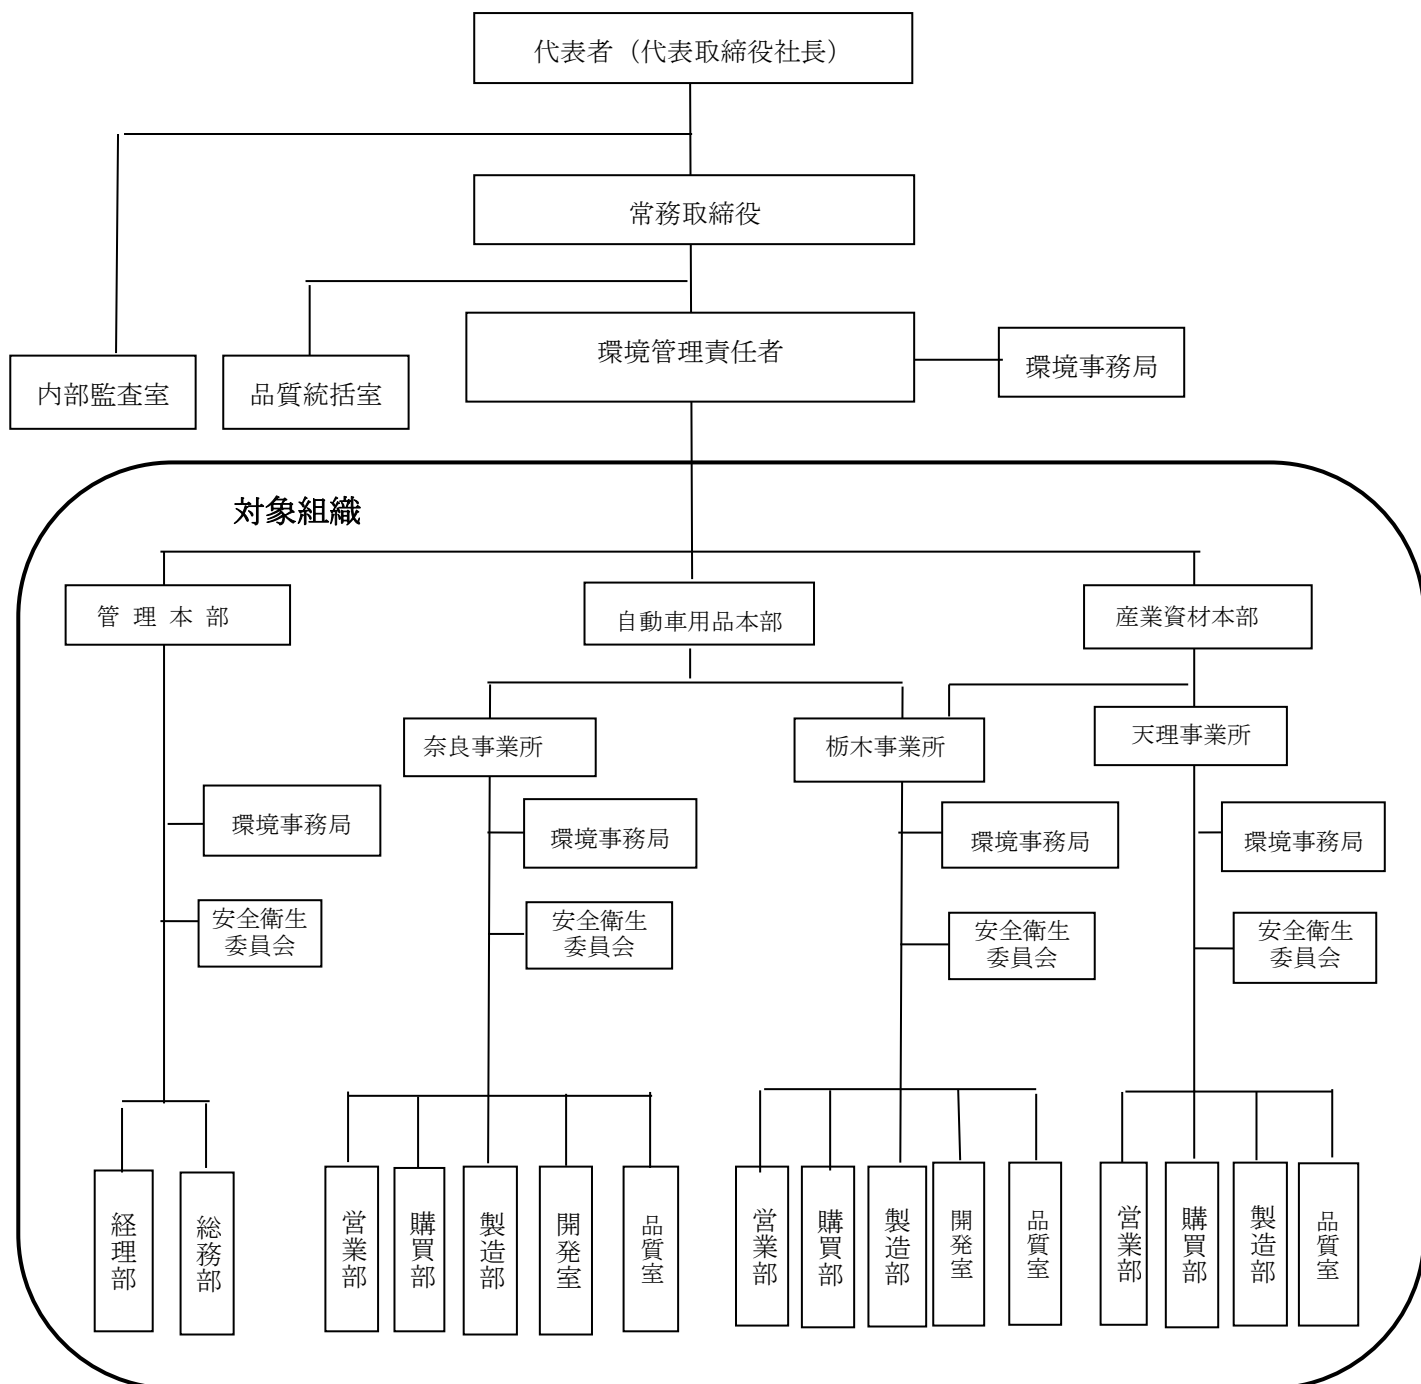 代表者（代表取締役社長）
常務取締役
環境管理責任者
環境事務局
内部監査室
品質統括室
対象組織
管 理 本 部
自動車用品本部
産業資材本部
奈良事業所
栃木事業所
天理事業所
環境事務局
環境事務局
環境事務局
環境事務局
安全衛生
委員会
安全衛生
委員会
安全衛生
委員会
安全衛生
委員会
経理部
総務部
営業部
購買部
製造部
開発室
品質室
営業部
購買部
製造部
開発室
品質室
営業部
購買部
製造部
品質室